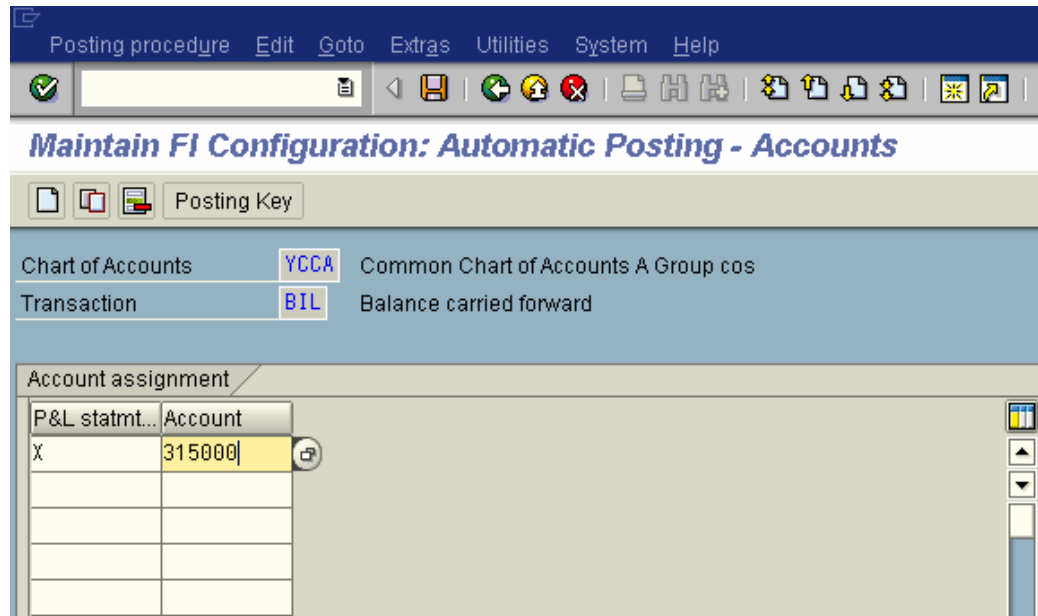 Posting procedure Edit Goto Extras Utilities System Help
Maintain FI Configuration: Automatic Posting - Accounts
Posting Key
Chart of Accounts YCCA Common Chart of Accounts A Group cos
Transaction BIL Balance carried forward
Account assignment
P&L statmt... Account
X 315000